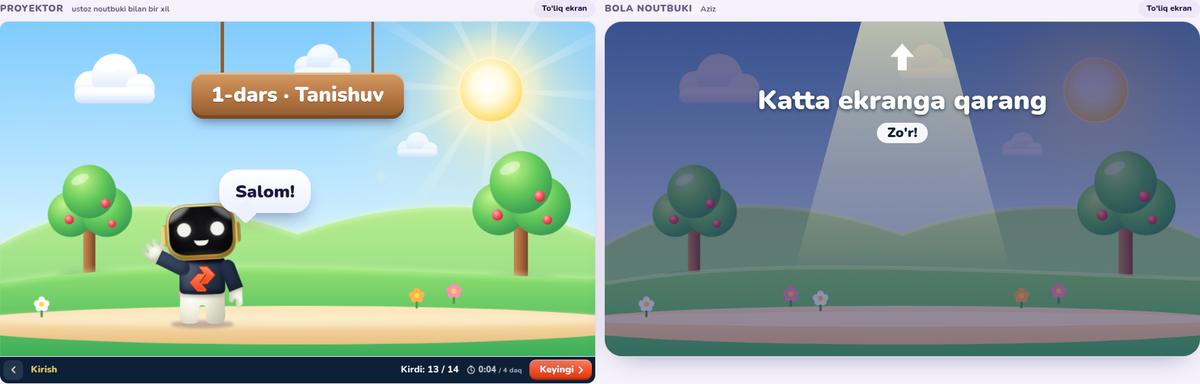 PROYEKTOR ustoz noutbuki bilan bir xil To'liq ekran
1-dars · Tanishuv
Salom!
Kirish Kirdi: 13 / 14 0:04 / 4 daq Keyingi
BOLA NOUTBUKI Aziz To'liq ekran
Katta ekranga qarang
Zo'r!